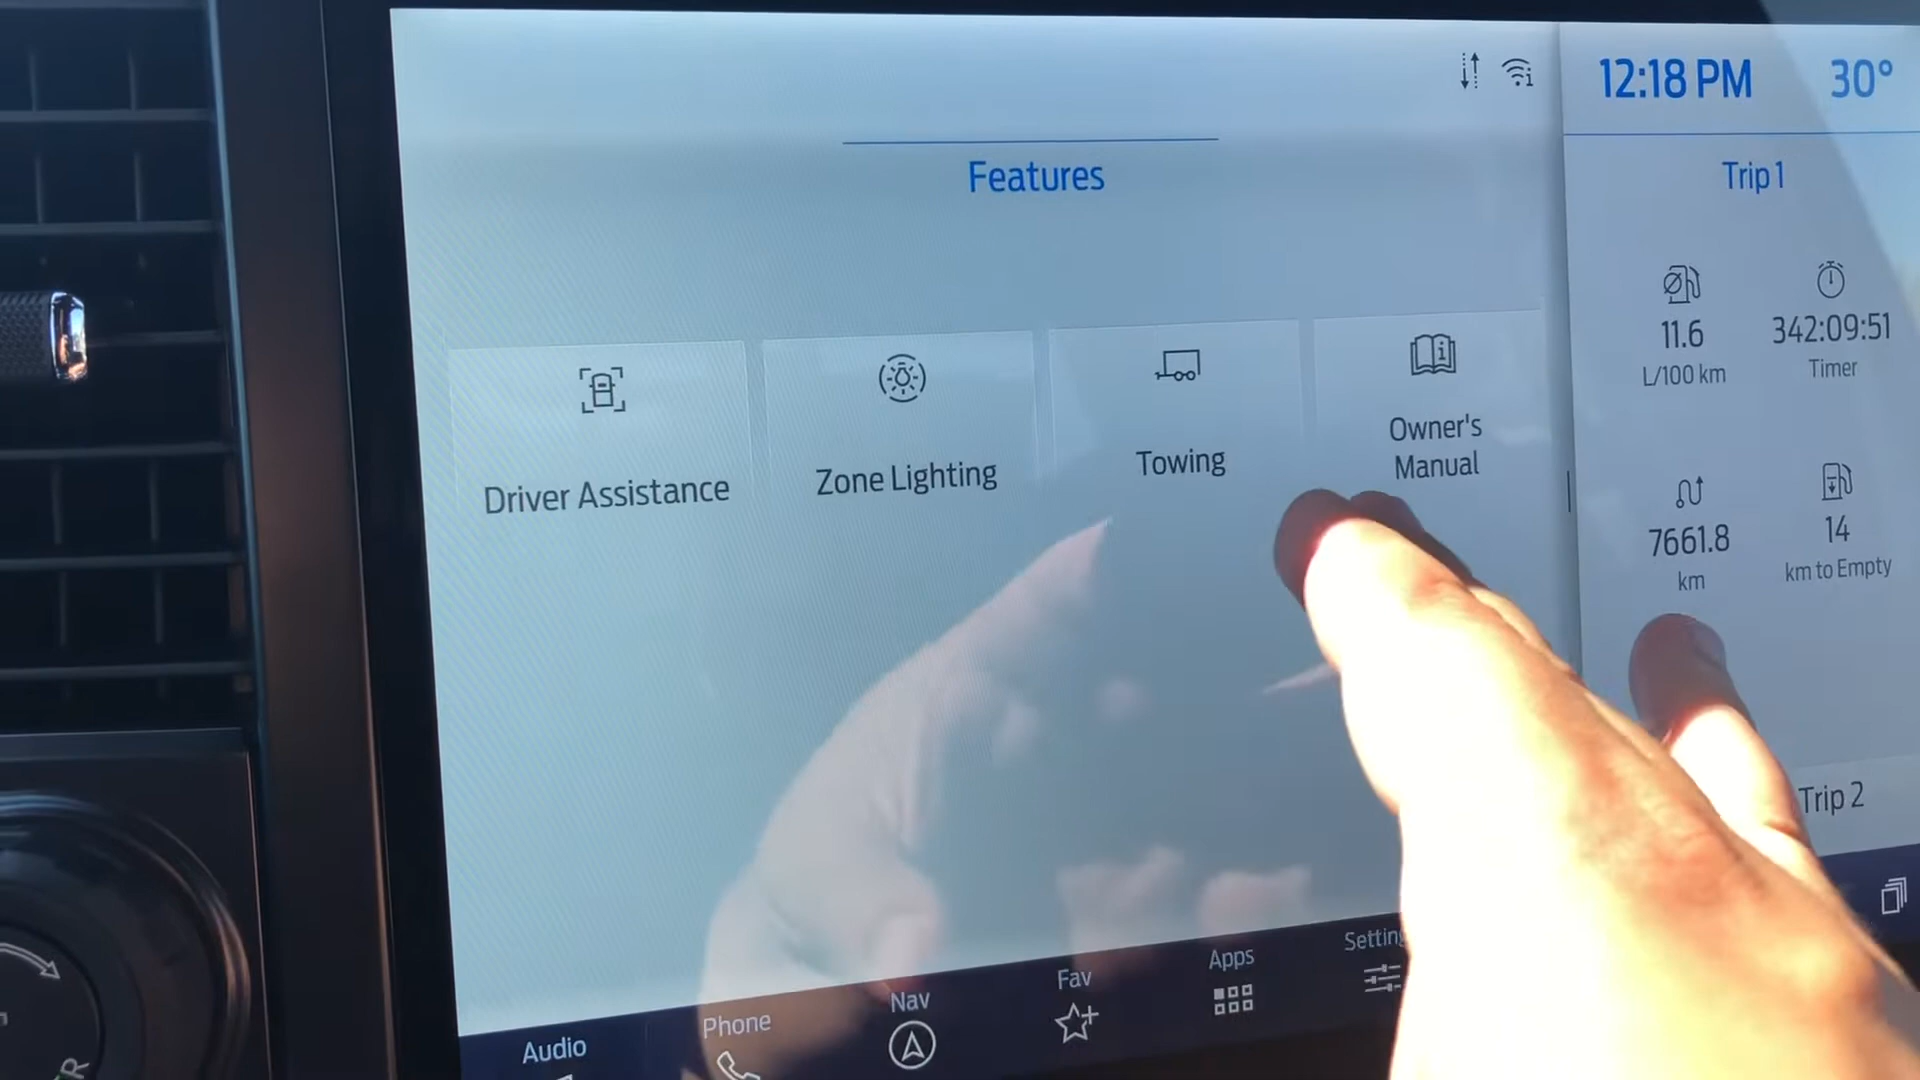 12:18 PM 30°
Features
Trip 1
11.6
L/100 km
342:09:51
Timer
Driver Assistance
Zone Lighting
Towing
Owner's
Manual
7661.8
km
14
km to Empty
Trip 2
Audio
Phone
Nav
Fav
Apps
Setting